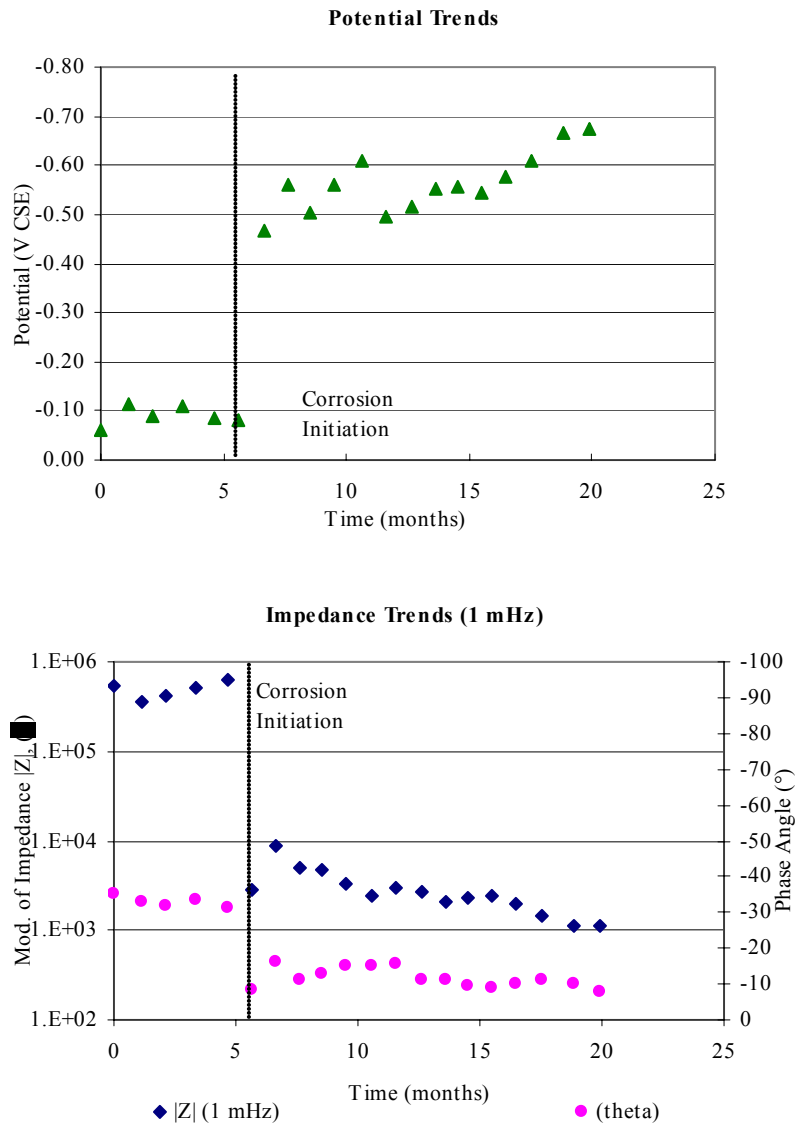 Potential Trends
-0.80
-0.70
-0.60
-0.50
-0.40
-0.30
-0.20
-0.10
0.00
Potential (V CSE)
Corrosion
Initiation
0 5 10 15 20 25
Time (months)
Impedance Trends (1 mHz)
1.E+06
1.E+05
1.E+04
1.E+03
1.E+02
Mod. of Impedance |Z|,
Corrosion
Initiation
-100
-90
-80
-70
-60
-50
-40
-30
-20
-10
0
Phase Angle (°)
0 5 10 15 20 25
Time (months)
|Z| (1 mHz) (theta)